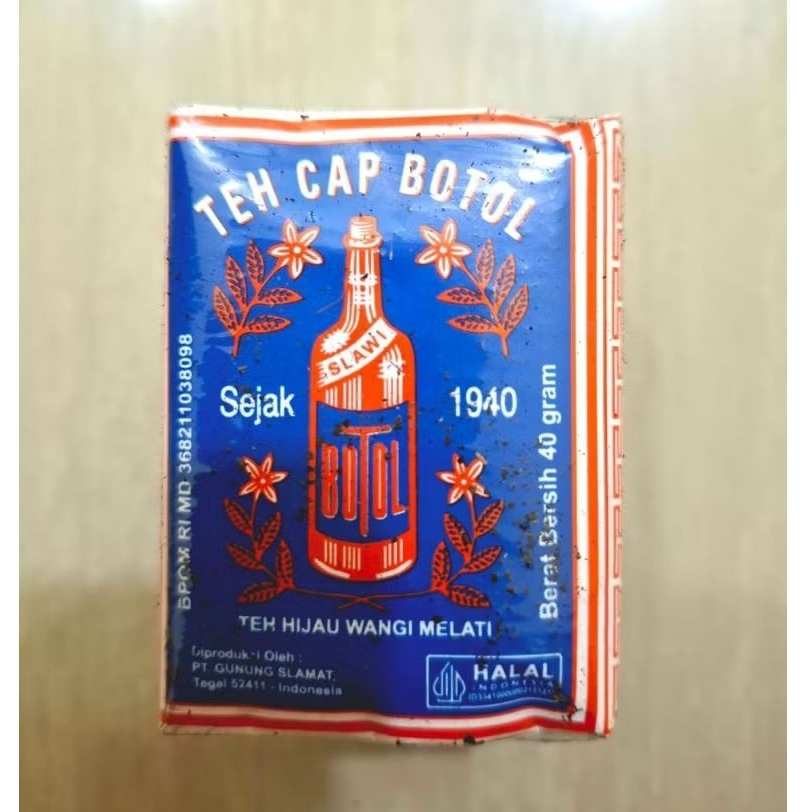 TEH CAP BOTOL
SLAWI
Sejak 1940
BOTOL
BPOM RI MD 368211038098
Berat Bersih 40 gram
TEH HIJAU WANGI MELATI
Diproduksi Oleh :
PT. GUNUNG SLAMAT,
Tegal 52411 - Indonesia
HALAL
INDONESIA